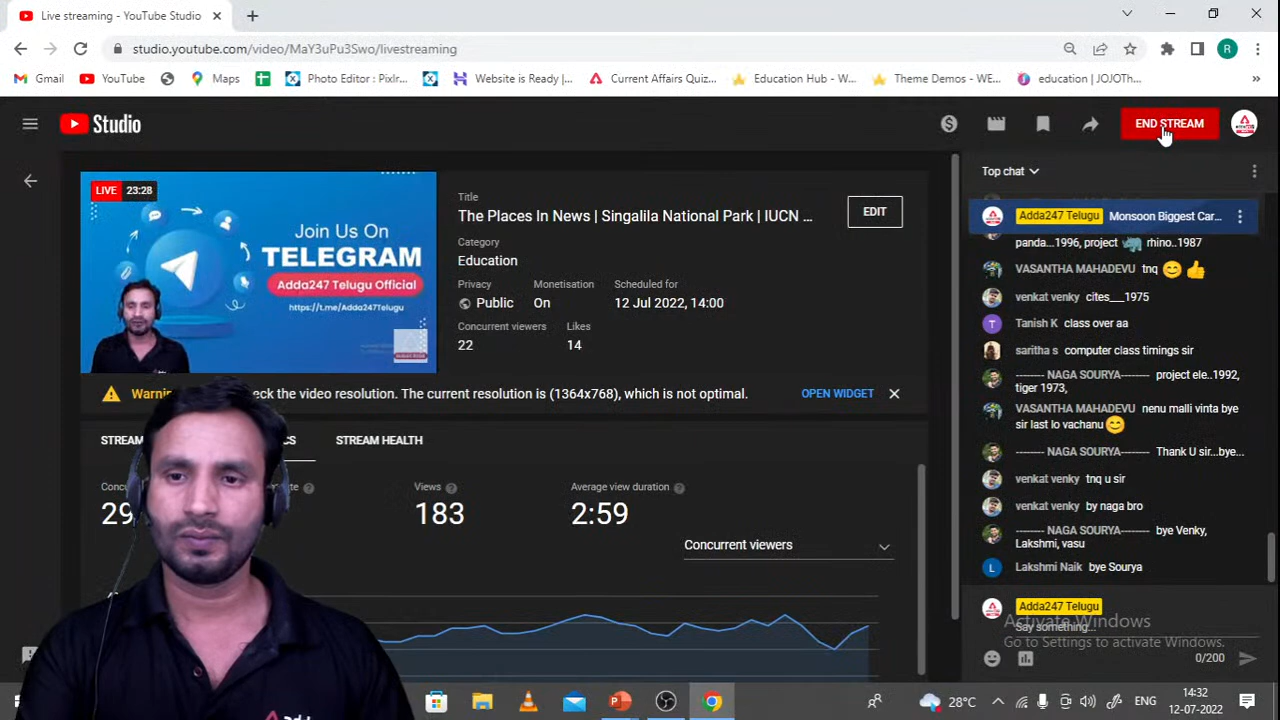 Live streaming - YouTube Studio
studio.youtube.com/video/MaY3uPu3Swo/livestreaming
R
Gmail
YouTube
Maps
Photo Editor : Pixlr...
Website is Ready |...
Current Affairs Quiz...
Education Hub - W...
Theme Demos - WE...
education | JOJOTh...
Studio
END STREAM
LIVE 23:28
Join Us On
TELEGRAM
Adda247 Telugu Official
https://t.me/Adda247Telugu
Title
The Places In News | Singalila National Park | IUCN ...
EDIT
Category
Education
Privacy
Public
Monetisation
On
Scheduled for
12 Jul 2022, 14:00
Concurrent viewers
22
Likes
14
eck the video resolution. The current resolution is (1364x768), which is not optimal.
OPEN WIDGET
STREAM HEALTH
Views
183
Average view duration
2:59
29
Concurrent viewers
Top chat
Adda247 Telugu Monsoon Biggest Car...
panda...1996, project rhino..1987
VASANTHA MAHADEVU tnq 😊 👍
venkat venky cites___1975
T
Tanish K class over aa
saritha s computer class timings sir
-------- NAGA SOURYA-------- project ele..1992,
tiger 1973,
VASANTHA MAHADEVU nenu malli vinta bye
sir last lo vachanu 😊
-------- NAGA SOURYA-------- Thank U sir...bye...
venkat venky tnq u sir
venkat venky by naga bro
-------- NAGA SOURYA-------- bye Venky,
Lakshmi, vasu
L
Lakshmi Naik bye Sourya
Adda247 Telugu
Say something...
Activate Windows
Go to Settings to activate Windows.
0/200
28°C
ENG
14:32
12-07-2022